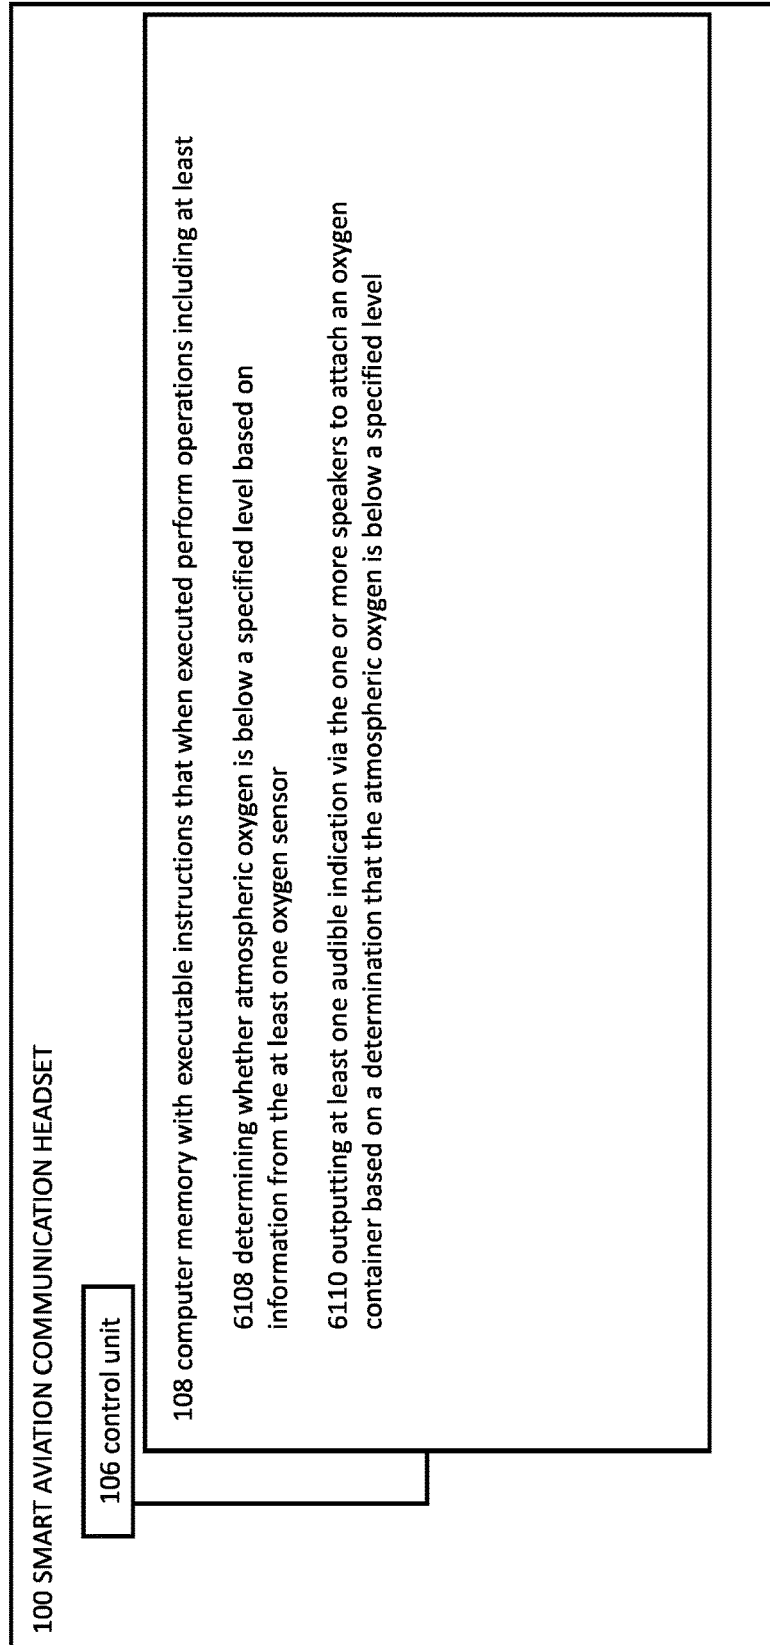 100 SMART AVIATION COMMUNICATION HEADSET
106 control unit
108 computer memory with executable instructions that when executed perform operations including at least
6108 determining whether atmospheric oxygen is below a specified level based on
information from the at least one oxygen sensor
6110 outputting at least one audible indication via the one or more speakers to attach an oxygen
container based on a determination that the atmospheric oxygen is below a specified level